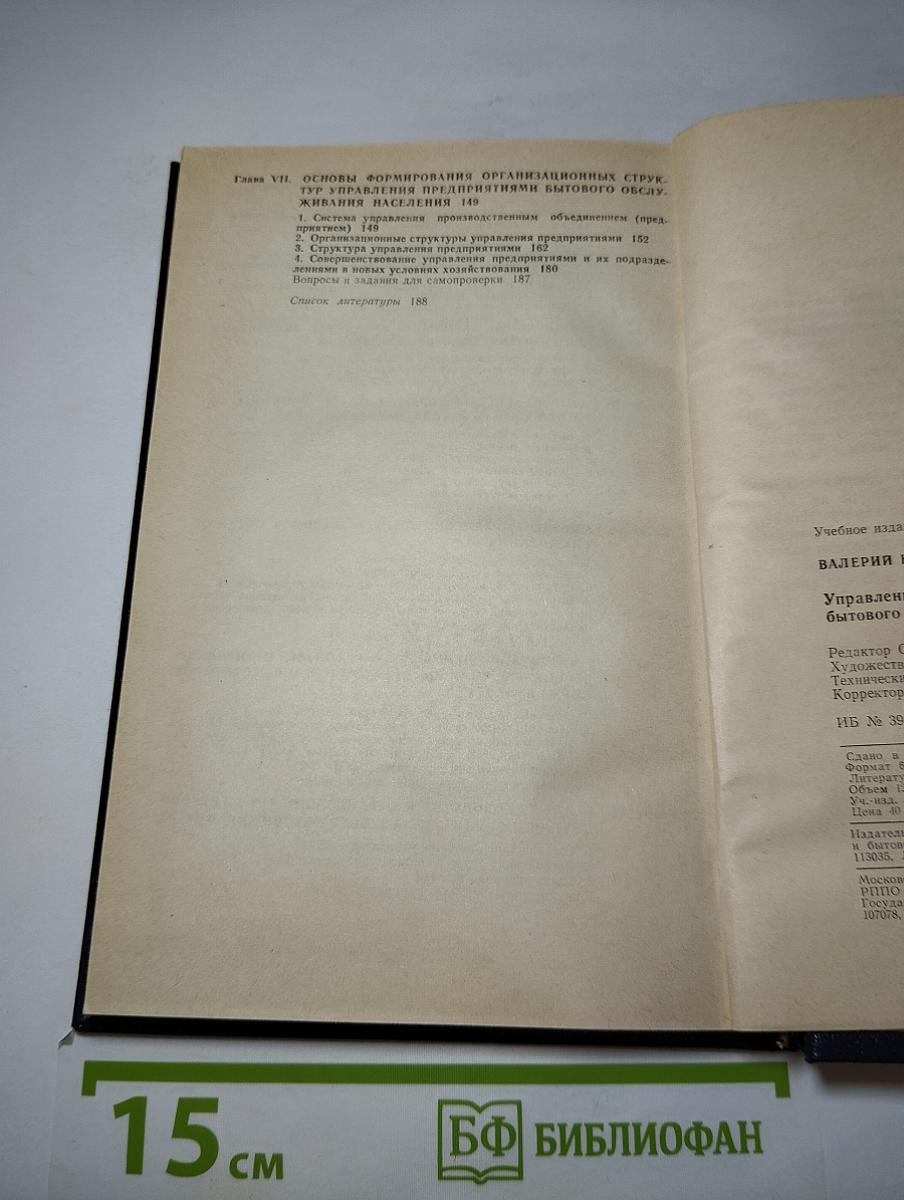 Глава VII. ОСНОВЫ ФОРМИРОВАНИЯ ОРГАНИЗАЦИОННЫХ СТРУК-
ТУР УПРАВЛЕНИЯ ПРЕДПРИЯТИЯМИ БЫТОВОГО ОБСЛУ-
ЖИВАНИЯ НАСЕЛЕНИЯ 149
1. Система управления производственным объединением (пред-
приятием) 149
2. Организационные структуры управления предприятиями 152
3. Структура управления предприятиями 162
4. Совершенствование управления предприятиями и их подразде-
лениями в новых условиях хозяйствования 180
Вопросы и задания для самопроверки 187
Список литературы 188
Учебное изда
ВАЛЕРИЙ
Управлен
бытового
Редактор
Художеств
Технически
Корректор
ИБ № 39
Сдано в
Формат 6
Литерату
Объем 1
Уч.-изд.
Цена 40
Издател
и бытов
113035,
Москов
РППО
Госуда
107078,
15 см
БФ БИБЛИОФАН